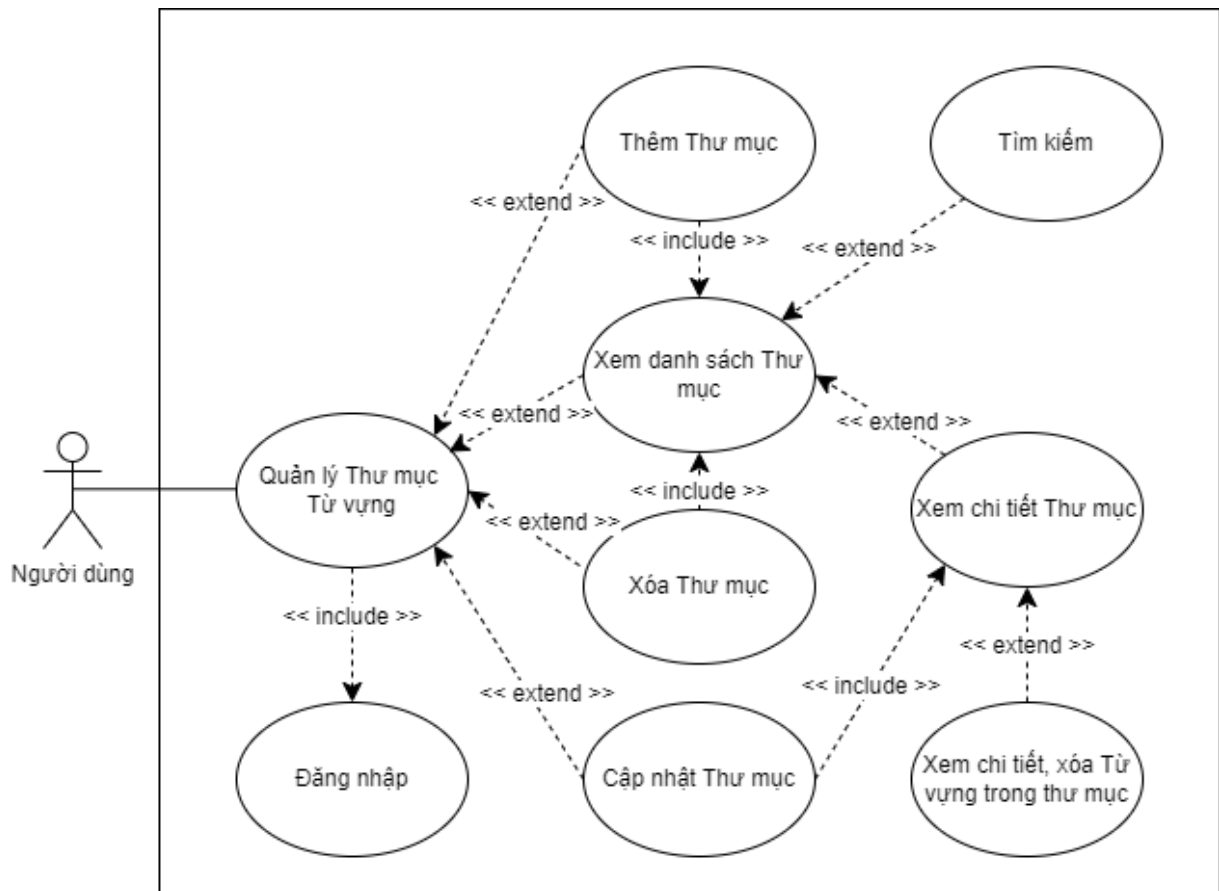 Thêm Thư mục
Tìm kiếm
<< extend >>
<< include >>
<< extend >>
Xem danh sách Thư
mục
<< extend >>
<< extend >>
Quản lý Thư mục
Từ vựng
<< include >>
Xem chi tiết Thư mục
<< extend >>
Người dùng
Xóa Thư mục
<< include >>
<< extend >>
<< extend >>
<< include >>
Đăng nhập
Cập nhật Thư mục
Xem chi tiết, xóa Từ
vựng trong thư mục